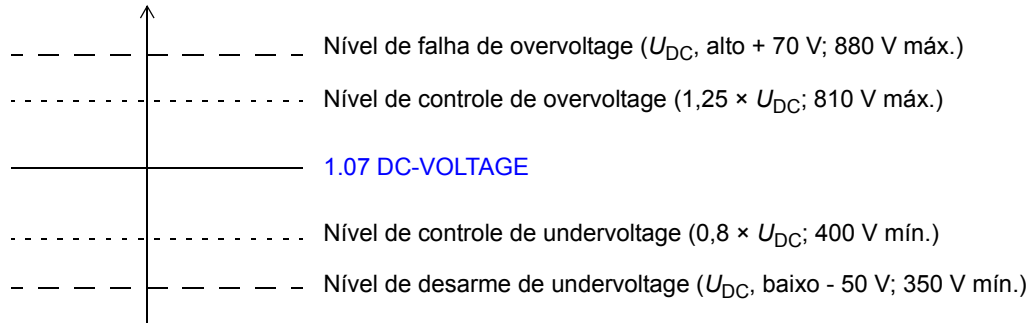 Nível de falha de overvoltage (UDC, alto + 70 V; 880 V máx.)
Nível de controle de overvoltage (1,25 × UDC; 810 V máx.)
1.07 DC-VOLTAGE
Nível de controle de undervoltage (0,8 × UDC; 400 V mín.)
Nível de desarme de undervoltage (UDC, baixo - 50 V; 350 V mín.)